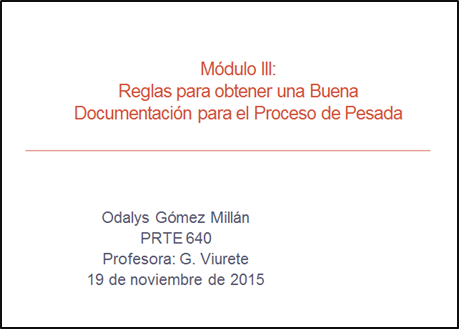 Módulo III:
Reglas para obtener una Buena
Documentación para el Proceso de Pesada
Odalys Gómez Millán
PRTE 640
Profesora: G. Viurete
19 de noviembre de 2015